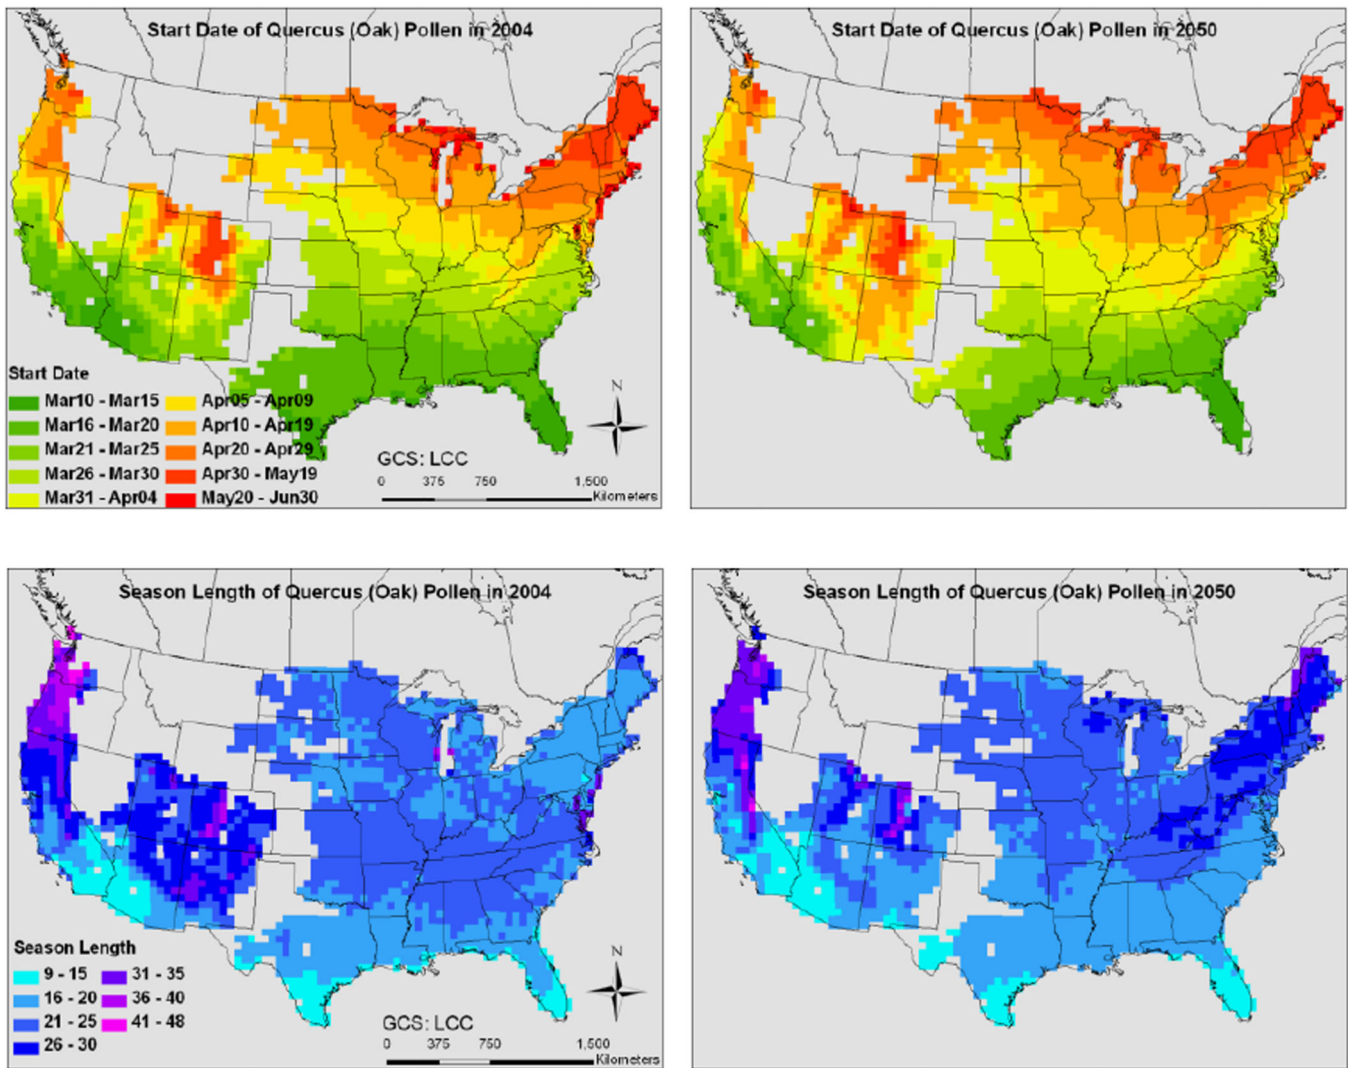 Start Date of Quercus (Oak) Pollen in 2004
Start Date
Mar10 - Mar15 Apr05 - Apr09
Mar16 - Mar20 Apr10 - Apr19
Mar21 - Mar25 Apr20 - Apr29
Mar26 - Mar30 Apr30 - May19
Mar31 - Apr04 May20 - Jun30
N
GCS: LCC
0 375 750 1,500
Kilometers
Start Date of Quercus (Oak) Pollen in 2050
Season Length of Quercus (Oak) Pollen in 2004
Season Length
9 - 15 31 - 35
16 - 20 36 - 40
21 - 25 41 - 48
26 - 30
N
GCS: LCC
0 375 750 1,500
Kilometers
Season Length of Quercus (Oak) Pollen in 2050